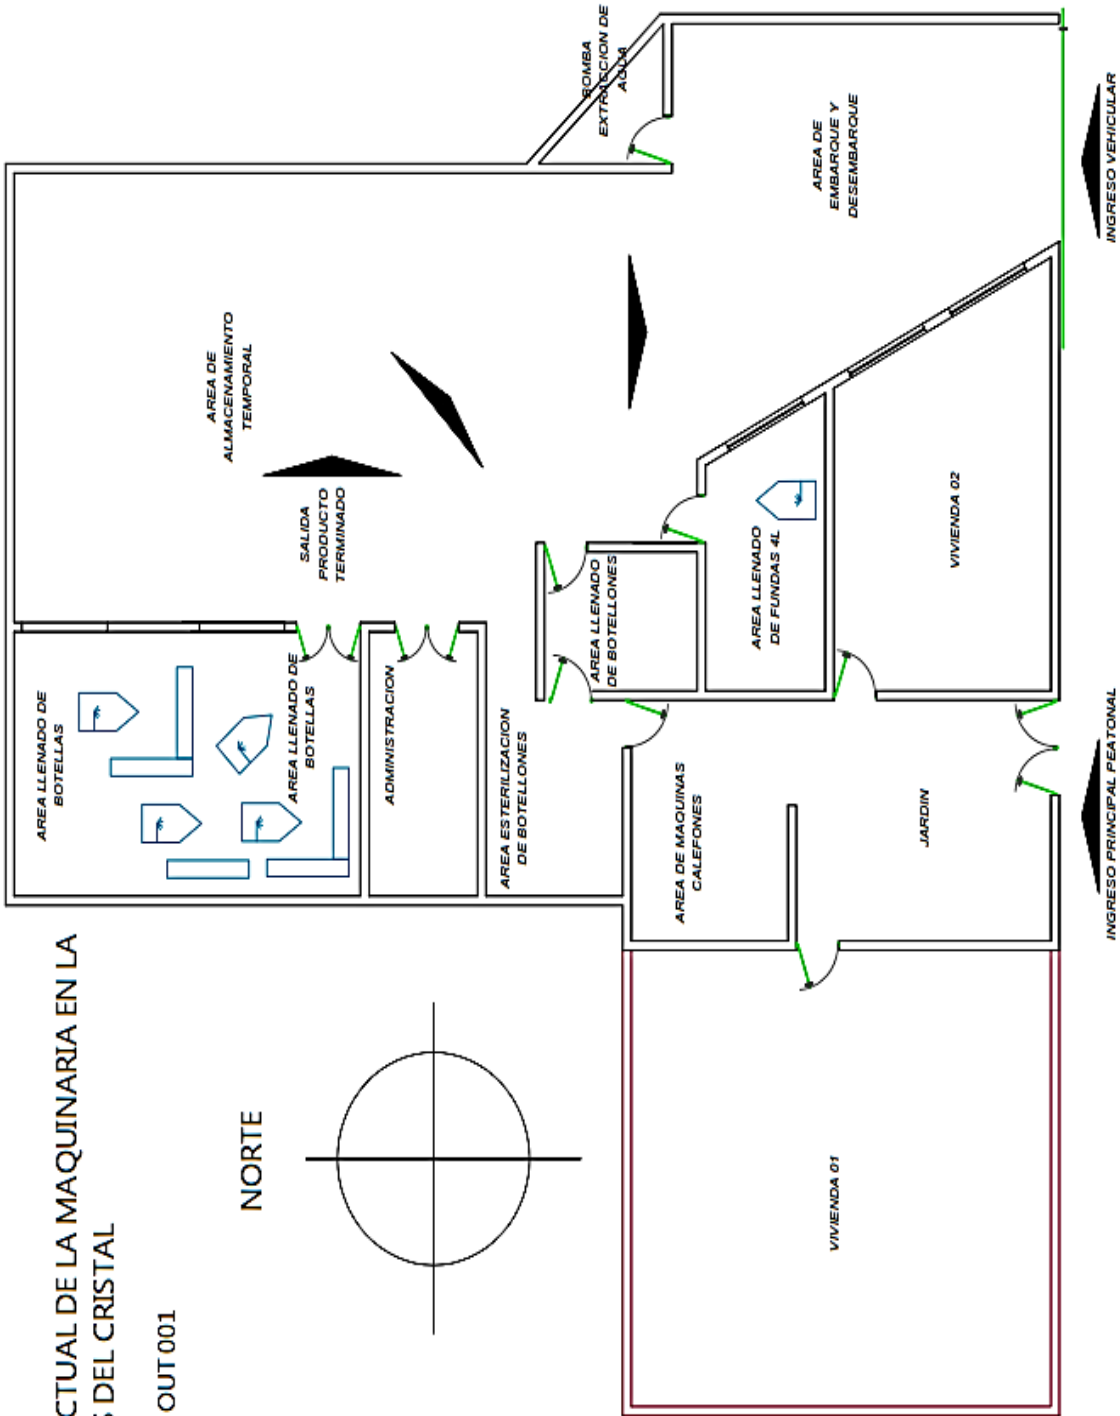 CTUAL DE LA MAQUINARIA EN LA
S DEL CRISTAL
OUT 001
NORTE
AREA LLENADO DE
BOTELLAS
AREA LLENADO DE
BOTELLAS
SALIDA
PRODUCTO
TERMINADO
AREA DE
ALMACENAMIENTO
TEMPORAL
ADMINISTRACION
AREA ESTERILIZACION
DE BOTELLONES
AREA LLENADO
DE BOTELLONES
BOMBA
EXTRACCION DE
AGUA
AREA DE MAQUINAS
CALEFONES
AREA LLENADO
DE FUNDAS 4L
AREA DE
EMBARQUE Y
DESEMBARQUE
VIVIENDA 01
JARDIN
VIVIENDA 02
INGRESO PRINCIPAL PEATONAL
INGRESO VEHICULAR